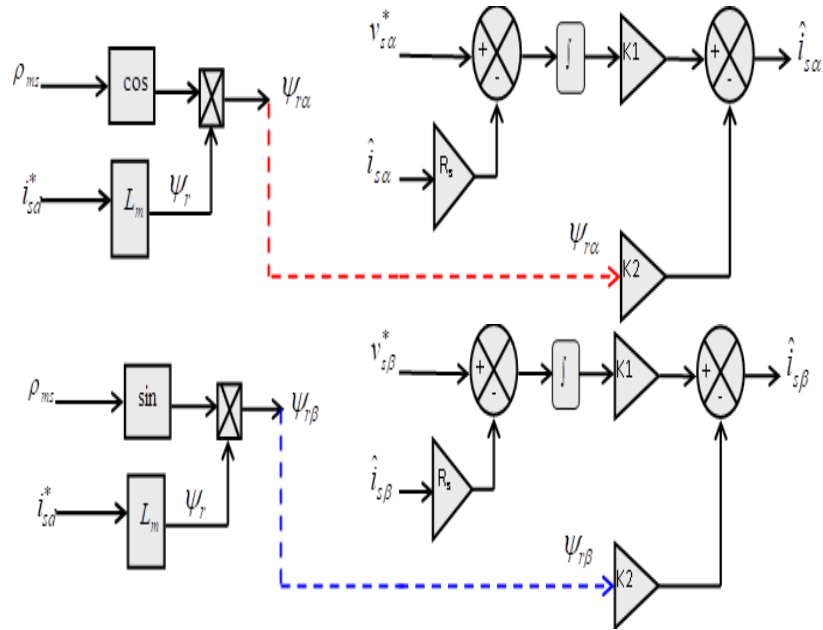 v*sα
+
-
∫
K1
+
-
îsα
ρms
cos
ψrα
i*sd
Lm
ψr
îsα
Rs
ψrα
K2
v*sβ
+
-
∫
K1
+
-
îsβ
ρms
sin
ψrβ
i*sd
Lm
ψr
îsβ
Rs
ψrβ
K2